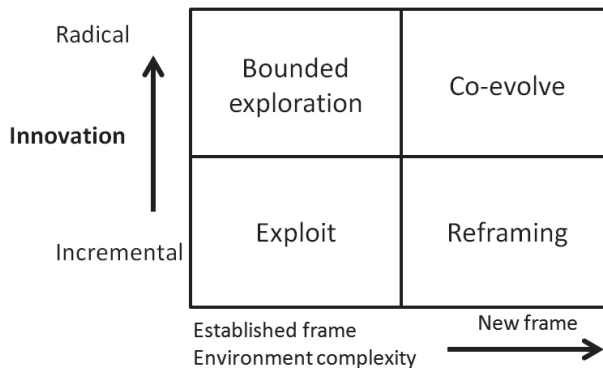 Radical
Bounded
exploration
Co-evolve
Innovation
Incremental
Exploit
Reframing
Established frame
New frame
Environment complexity